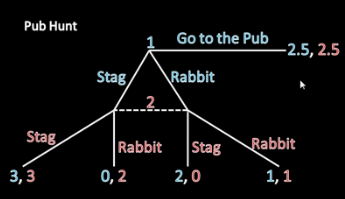 Pub Hunt
1 Go to the Pub
2.5, 2.5
Stag Rabbit
2
Stag Rabbit Stag Rabbit
3, 3 0, 2 2, 0 1, 1